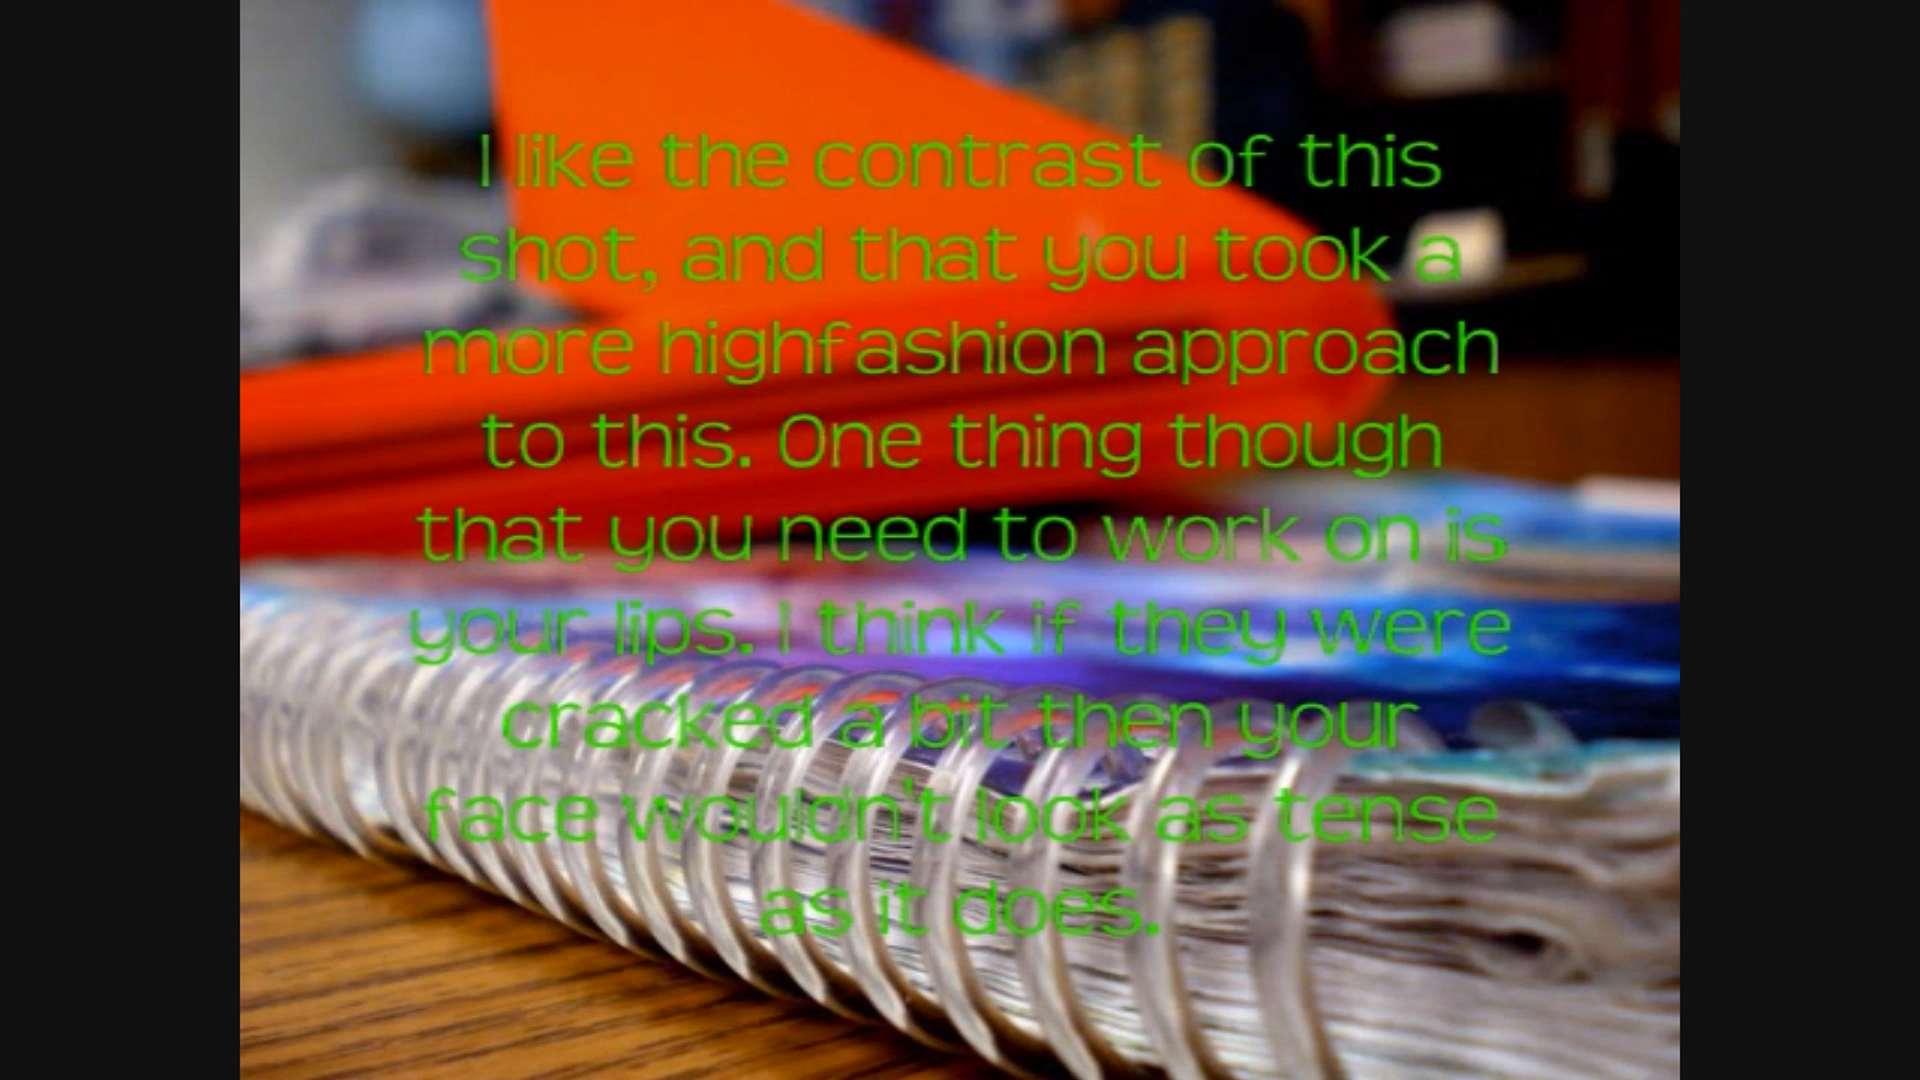 I like the contrast of this
shot, and that you took a
more highfashion approach
to this. One thing though
that you need to work on is
your lips. I think if they were
cracked a bit then your
face wouldn't look as tense
as it does.